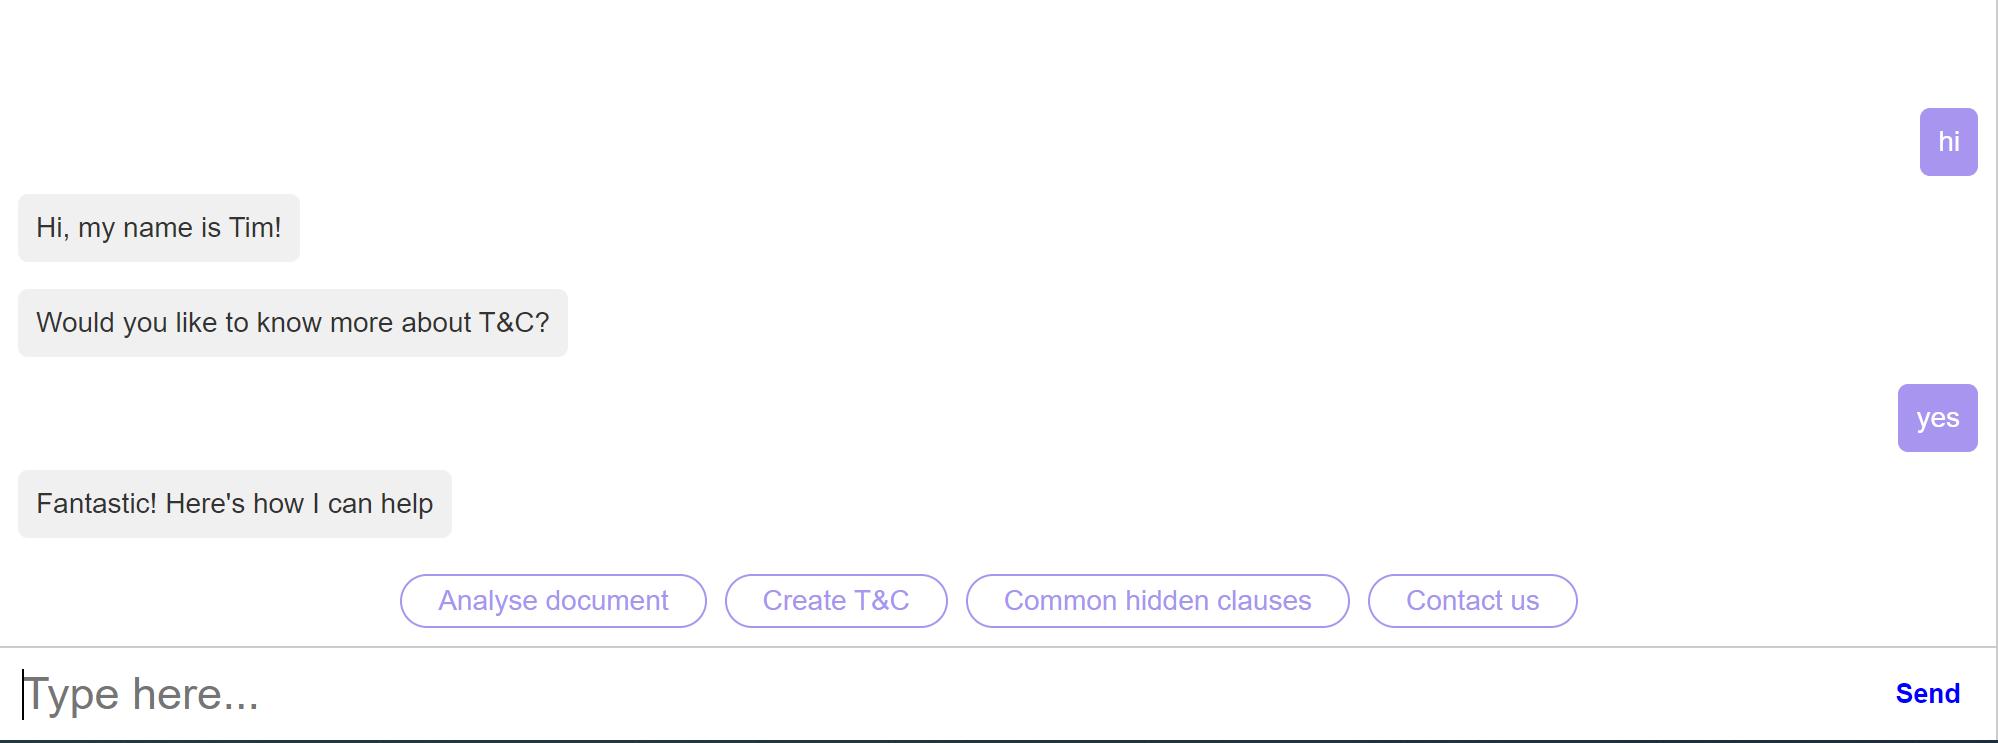 hi
Hi, my name is Tim!
Would you like to know more about T&C?
yes
Fantastic! Here's how I can help
Analyse document
Create T&C
Common hidden clauses
Contact us
Type here...
Send